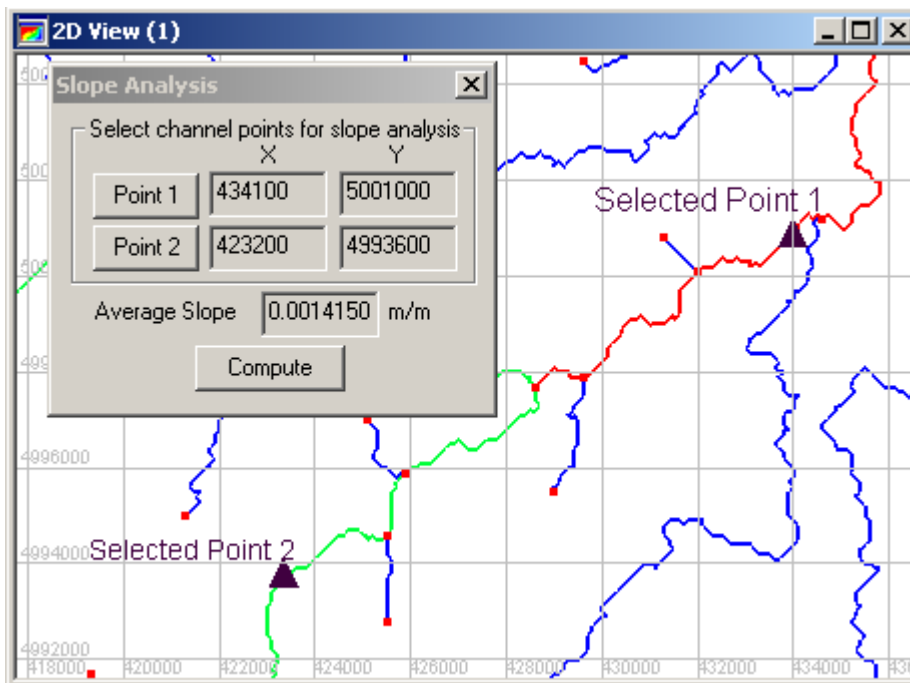 2D View (1)
Slope Analysis
Select channel points for slope analysis
X Y
Point 1 434100 5001000
Point 2 423200 4993600
Average Slope 0.0014150 m/m
Compute
Selected Point 1
4996000
Selected Point 2
4994000
4992000
418000 420000 422000 424000 426000 428000 430000 432000 434000